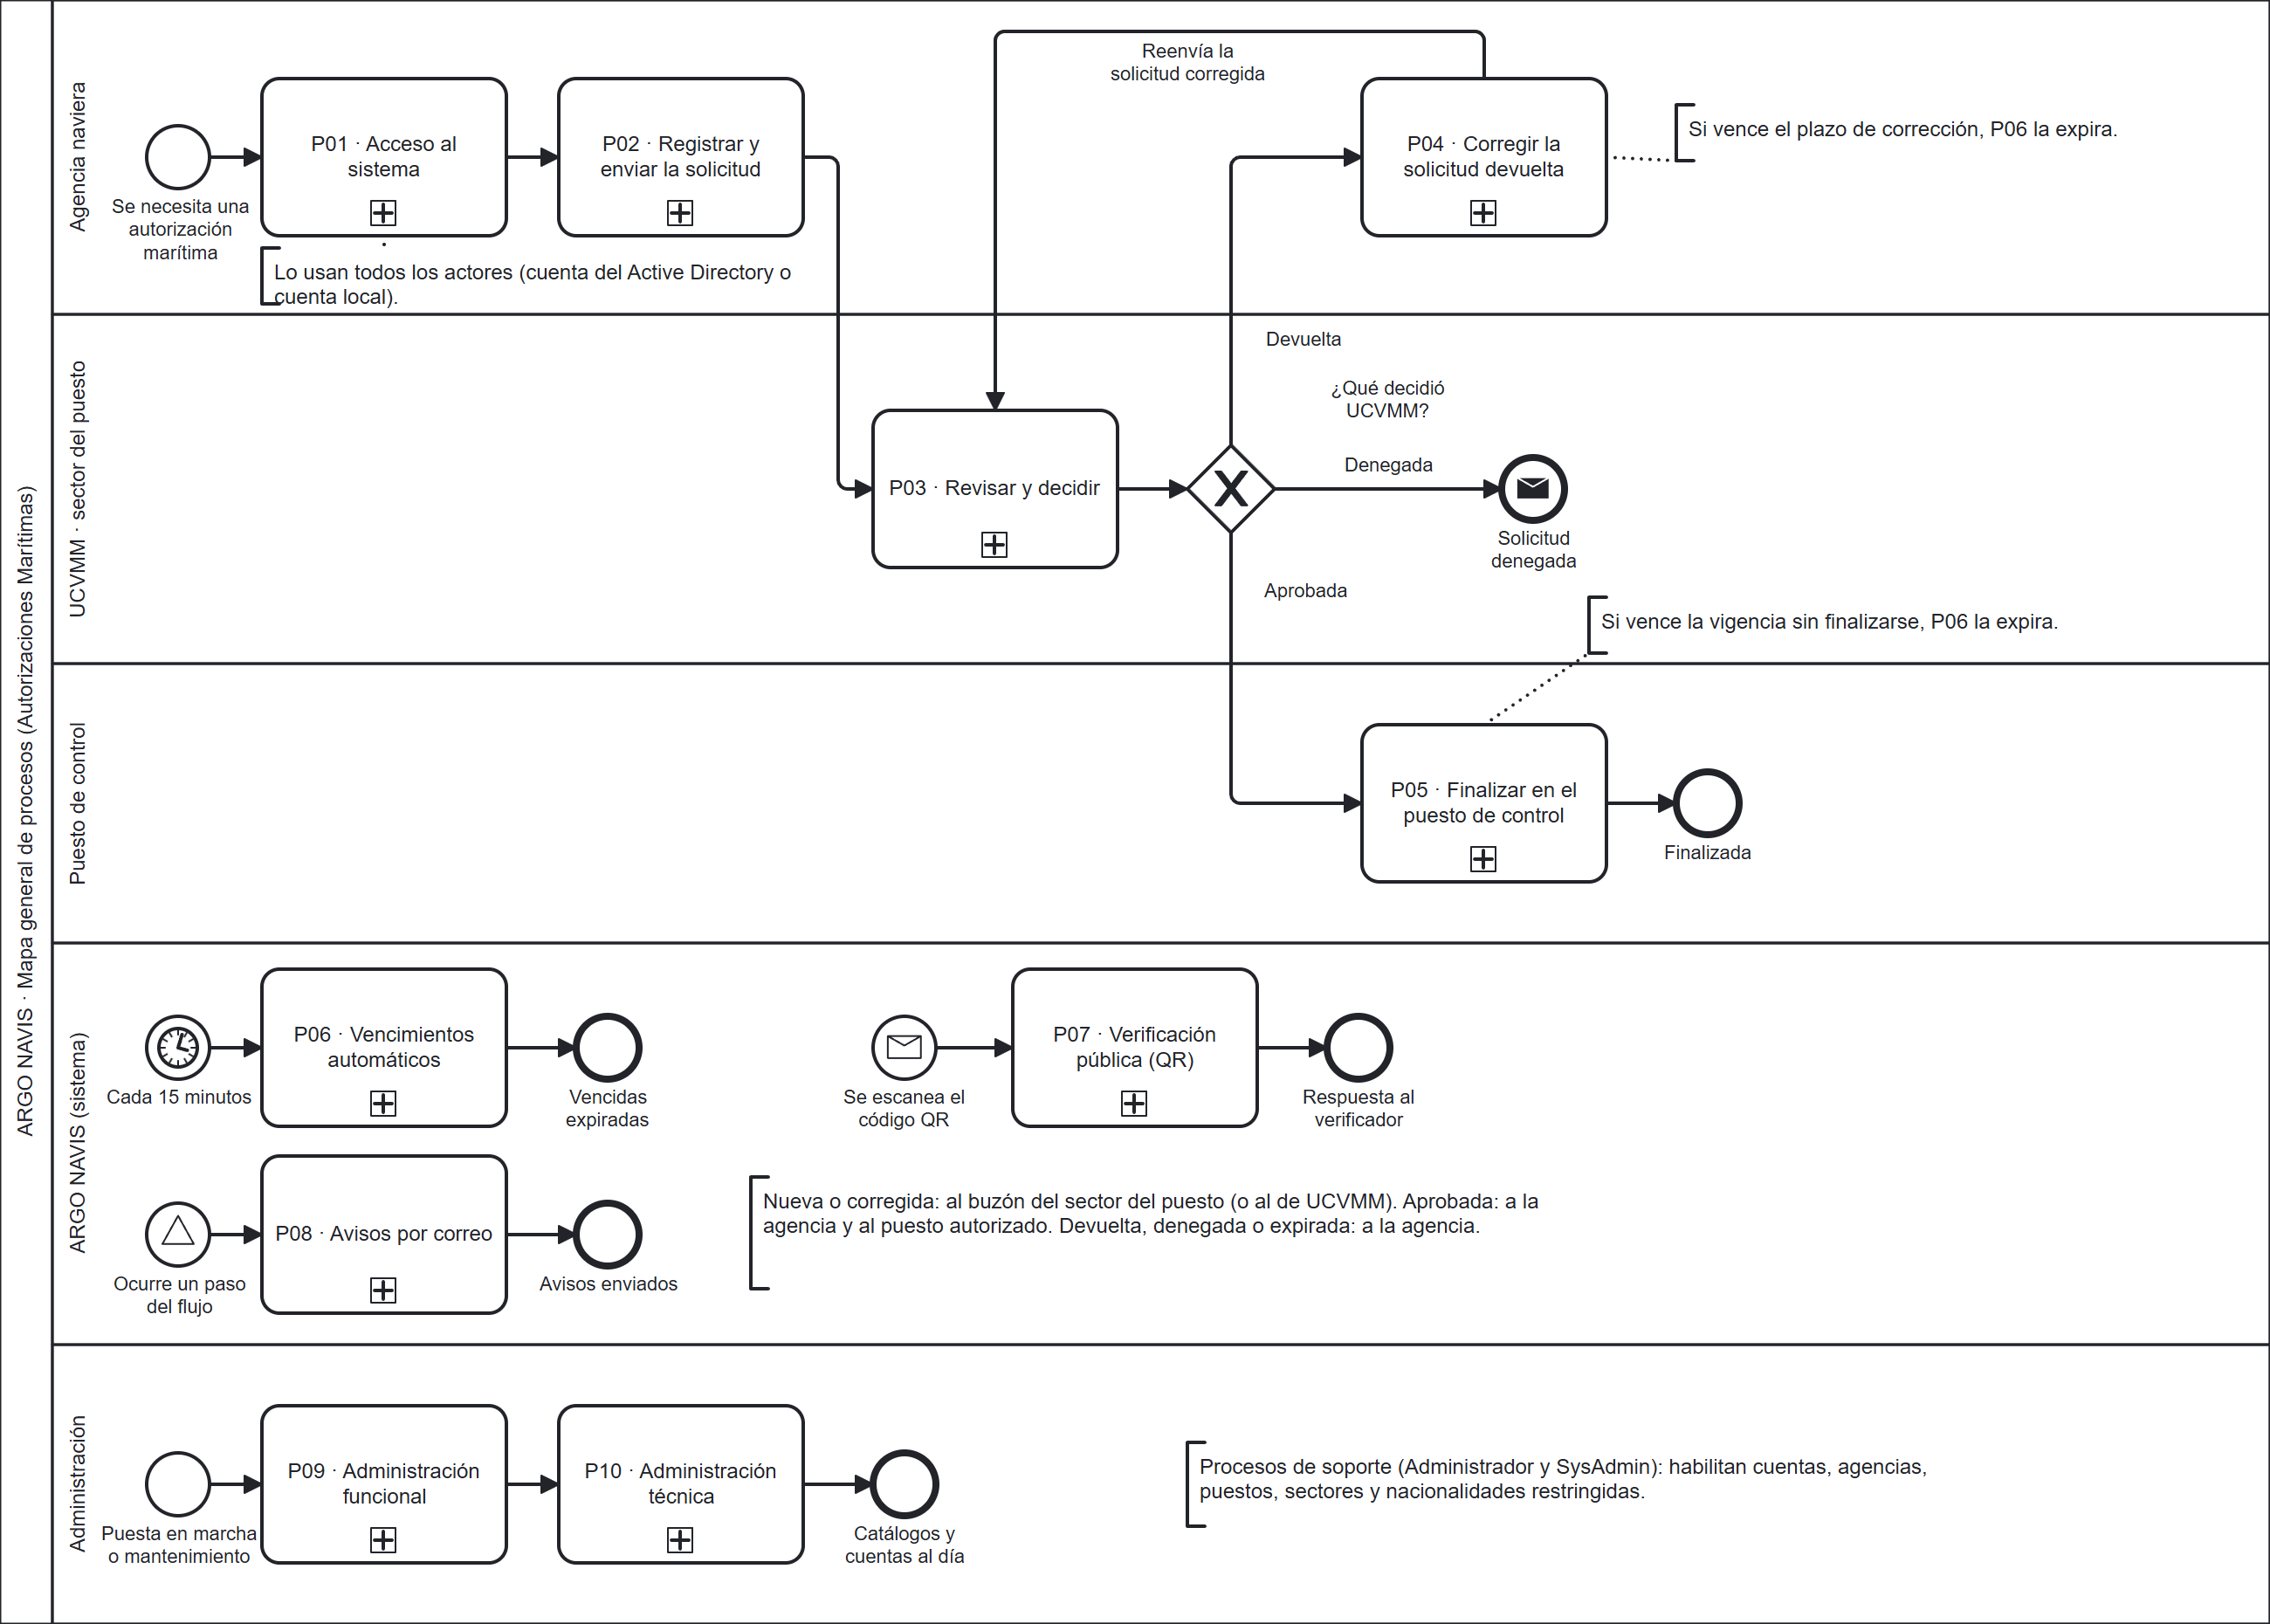 ARGO NAVIS · Mapa general de procesos (Autorizaciones Marítimas)
Agencia naviera
Se necesita una
autorización
marítima
P01 · Acceso al
sistema
P02 · Registrar y
enviar la solicitud
Reenvía la
solicitud corregida
P04 · Corregir la
solicitud devuelta
Si vence el plazo de corrección, P06 la expira.
Lo usan todos los actores (cuenta del Active Directory o
cuenta local).
UCVMM · sector del puesto
Devuelta
¿Qué decidió
UCVMM?
P03 · Revisar y decidir
X
Denegada
Solicitud
denegada
Aprobada
Si vence la vigencia sin finalizarse, P06 la expira.
Puesto de control
P05 · Finalizar en el
puesto de control
Finalizada
ARGO NAVIS (sistema)
Cada 15 minutos
P06 · Vencimientos
automáticos
Vencidas
expiradas
Se escanea el
código QR
P07 · Verificación
pública (QR)
Respuesta al
verificador
Ocurre un paso
del flujo
P08 · Avisos por correo
Avisos enviados
Nueva o corregida: al buzón del sector del puesto (o al de UCVMM). Aprobada: a la
agencia y al puesto autorizado. Devuelta, denegada o expirada: a la agencia.
Administración
Puesta en marcha
o mantenimiento
P09 · Administración
funcional
P10 · Administración
técnica
Catálogos y
cuentas al día
Procesos de soporte (Administrador y SysAdmin): habilitan cuentas, agencias,
puestos, sectores y nacionalidades restringidas.